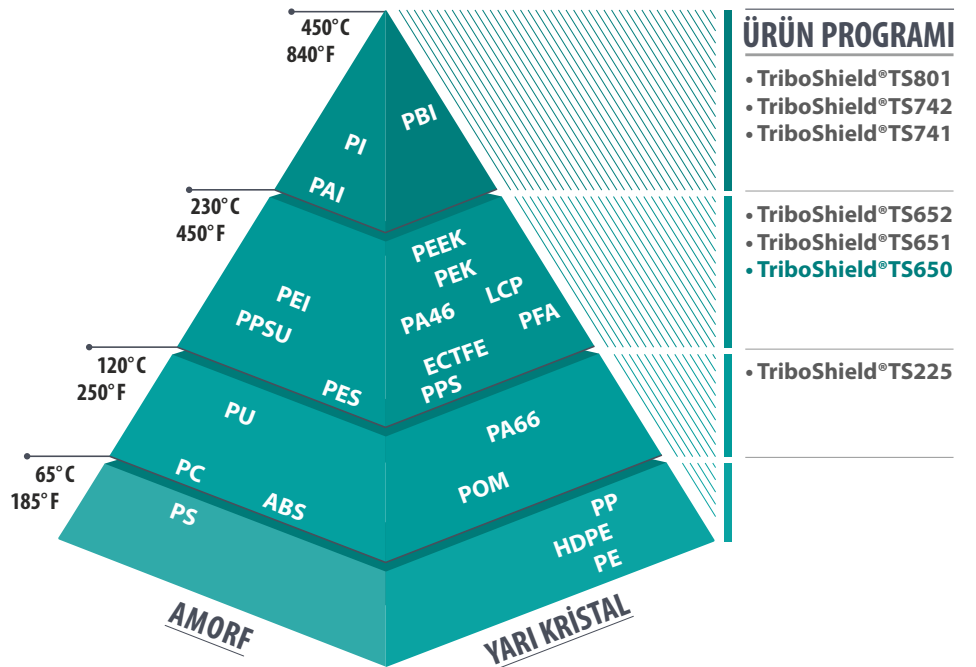 450°C
840°F
PBI
PI
PAI
230°C
450°F
PEEK
PEK
LCP
PEI
PA46
PFA
PPSU
ECTFE
120°C
250°F
PES
PPS
PU
PA66
65°C
185°F
PC
ABS
POM
PS
PP
HDPE
PE
AMORF
YARI KRİSTAL
ÜRÜN PROGRAMI
• TriboShield®TS801
• TriboShield®TS742
• TriboShield®TS741
• TriboShield®TS652
• TriboShield®TS651
• TriboShield®TS650
• TriboShield®TS225